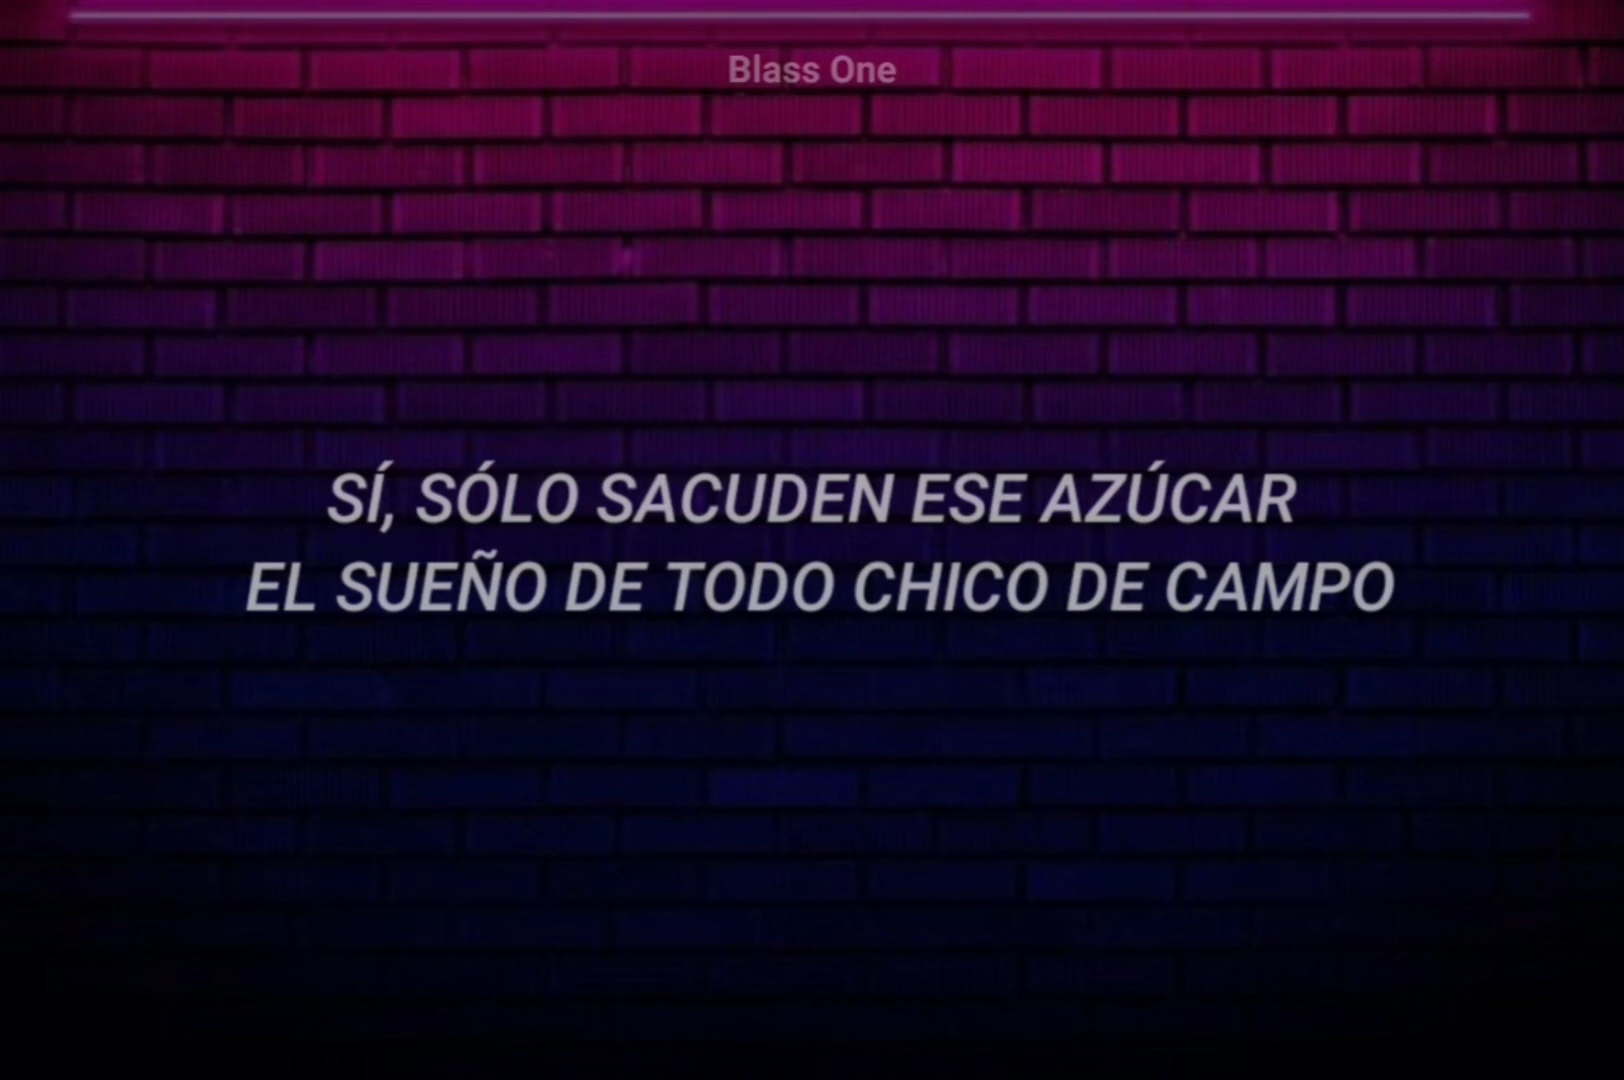 Blass One
SÍ, SÓLO SACUDEN ESE AZÚCAR
EL SUEÑO DE TODO CHICO DE CAMPO